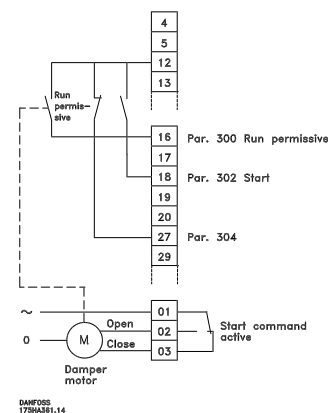 4
5
12
13
Run
permis-
sive
16 Par. 300 Run permissive
17
18 Par. 302 Start
19
20
27 Par. 304
29
~ 01
Open 02 Start command
active
0 M
Close 03
Damper
motor
DANFOSS
175HA361.14